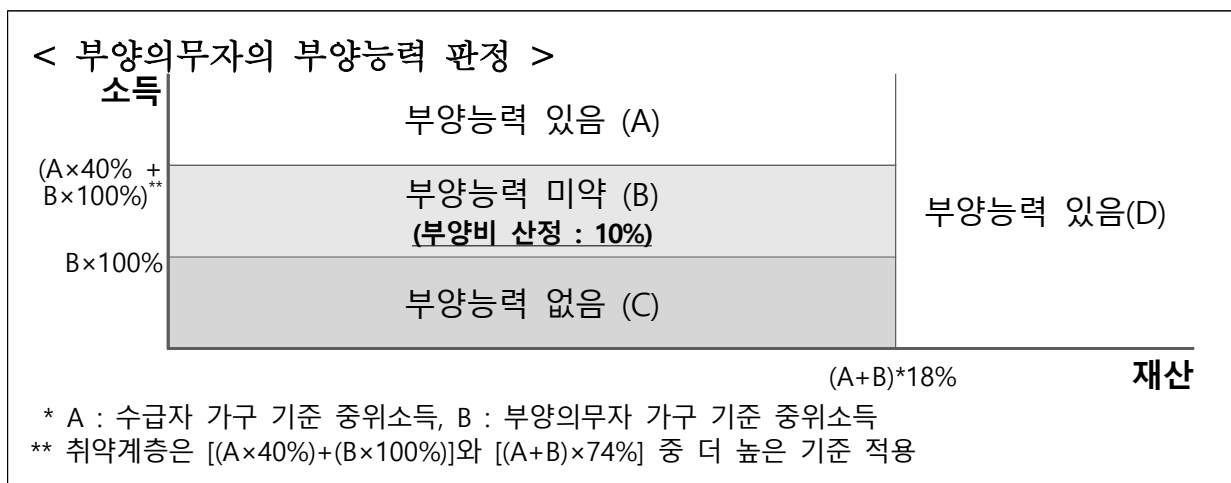 < 부양의무자의 부양능력 판정 >
소득
부양능력 있음 (A)
(A×40% +
B×100%)**
부양능력 미약 (B)
(부양비 산정 : 10%)
부양능력 있음(D)
B×100%
부양능력 없음 (C)
(A+B)*18%
재산
* A : 수급자 가구 기준 중위소득, B : 부양의무자 가구 기준 중위소득
** 취약계층은 [(A×40%)+(B×100%)]와 [(A+B)×74%] 중 더 높은 기준 적용